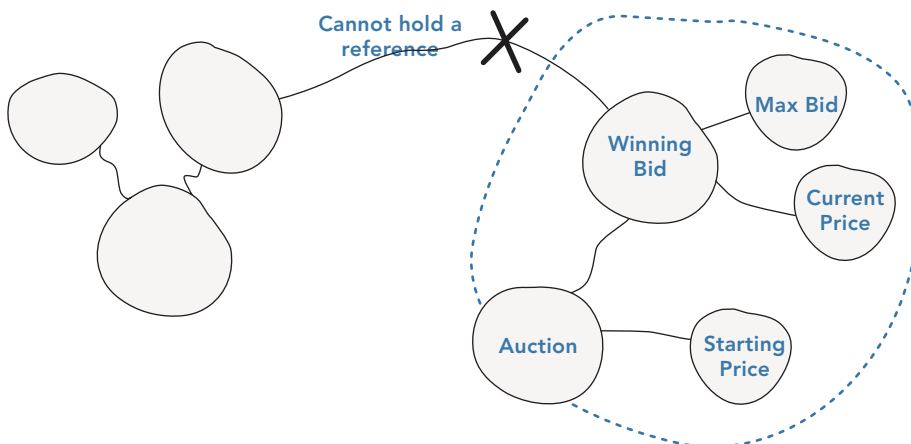 Cannot hold a
reference
Max Bid
Winning
Bid
Current
Price
Auction
Starting
Price